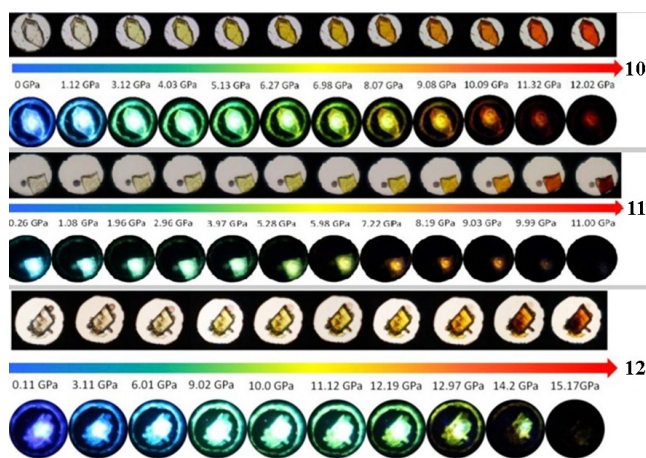 10
0 GPa 1.12 GPa 3.12 GPa 4.03 GPa 5.13 GPa 6.27 GPa 6.98 GPa 8.07 GPa 9.08 GPa 10.09 GPa 11.32 GPa 12.02 GPa
11
0.26 GPa 1.08 GPa 1.96 GPa 2.96 GPa 3.97 GPa 5.28 GPa 5.98 GPa 7.22 GPa 8.19 GPa 9.03 GPa 9.99 GPa 11.00 GPa
12
0.11 GPa 3.11 GPa 6.01 GPa 9.02 GPa 10.0 GPa 11.12 GPa 12.19 GPa 12.97 GPa 14.2 GPa 15.17GPa